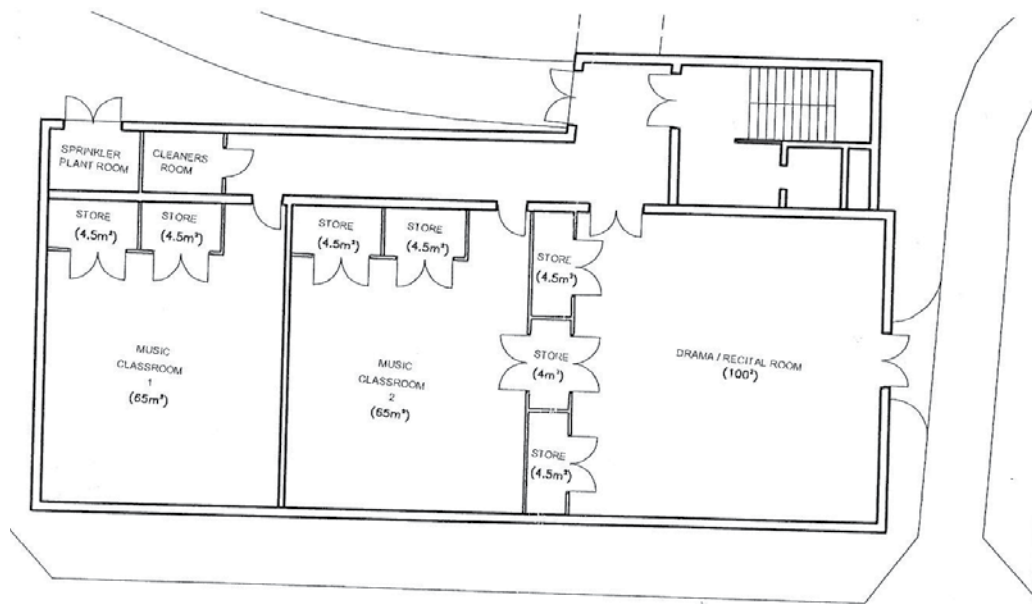 SPRINKLER
PLANT ROOM
CLEANERS
ROOM
STORE
(4.5m²)
STORE
(4.5m²)
STORE
(4.5m²)
STORE
(4.5m²)
STORE
(4.5m²)
MUSIC
CLASSROOM
1
(65m²)
MUSIC
CLASSROOM
2
(65m²)
STORE
(4m²)
DRAMA / RECITAL ROOM
(100²)
STORE
(4.5m²)